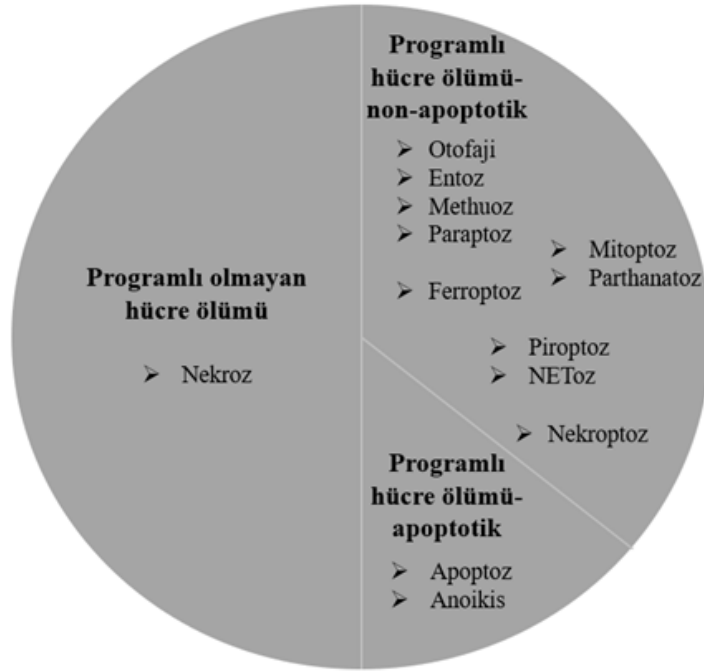 Programlı
hücre ölümü-
non-apoptotik
➢ Otofaji
➢ Entoz
➢ Methuoz
➢ Paraptoz
➢ Mitoptoz
➢ Parthanatoz
➢ Ferroptoz
➢ Piroptoz
➢ NEToz
➢ Nekroptoz
Programlı olmayan
hücre ölümü
➢ Nekroz
Programlı
hücre ölümü-
apoptotik
➢ Apoptoz
➢ Anoikis